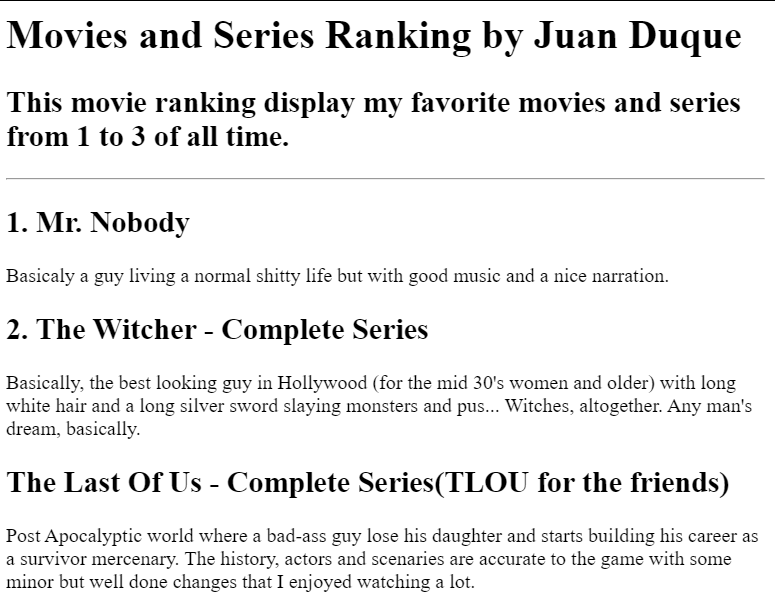 Movies and Series Ranking by Juan Duque
This movie ranking display my favorite movies and series
from 1 to 3 of all time.
1. Mr. Nobody
Basicaly a guy living a normal shitty life but with good music and a nice narration.
2. The Witcher - Complete Series
Basically, the best looking guy in Hollywood (for the mid 30's women and older) with long
white hair and a long silver sword slaying monsters and pus... Witches, altogether. Any man's
dream, basically.
The Last Of Us - Complete Series(TLOU for the friends)
Post Apocalyptic world where a bad-ass guy lose his daughter and starts building his career as
a survivor mercenary. The history, actors and scenaries are accurate to the game with some
minor but well done changes that I enjoyed watching a lot.